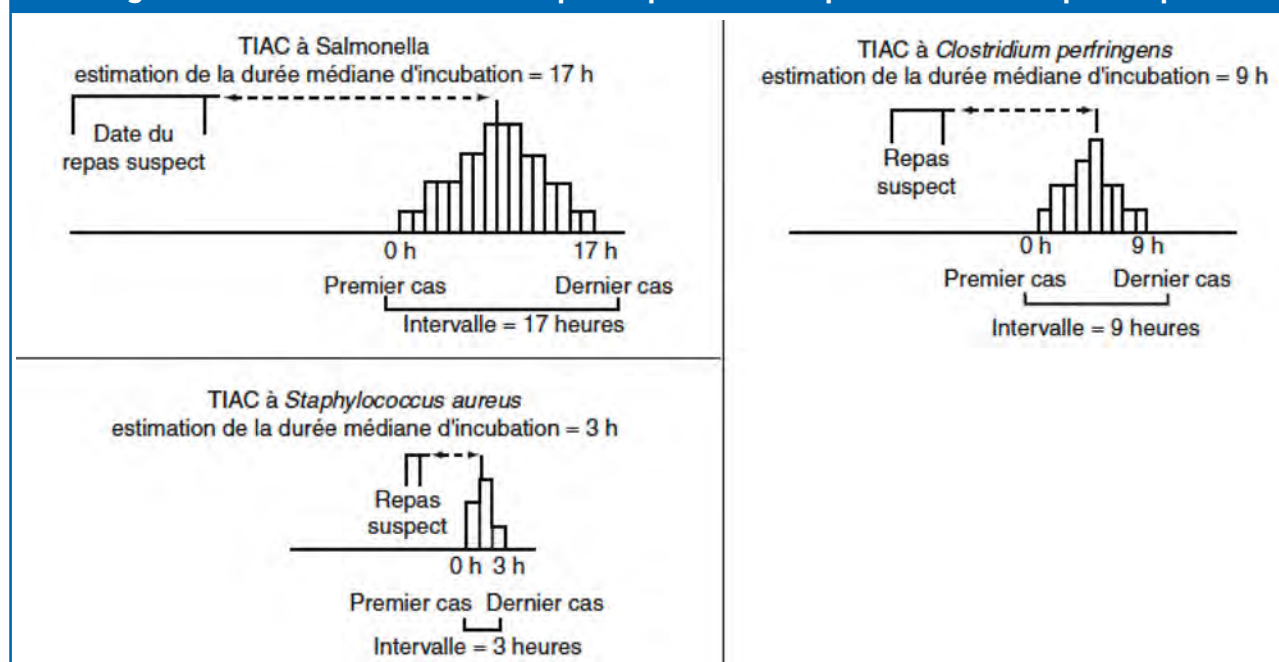 TIAC à Salmonella
estimation de la durée médiane d'incubation = 17 h
Date du
repas suspect
0 h
17 h
Premier cas
Dernier cas
Intervalle = 17 heures
TIAC à Clostridium perfringens
estimation de la durée médiane d'incubation = 9 h
Repas
suspect
0 h
9 h
Premier cas
Dernier cas
Intervalle = 9 heures
TIAC à Staphylococcus aureus
estimation de la durée médiane d'incubation = 3 h
Repas
suspect
0 h 3 h
Premier cas Dernier cas
Intervalle = 3 heures